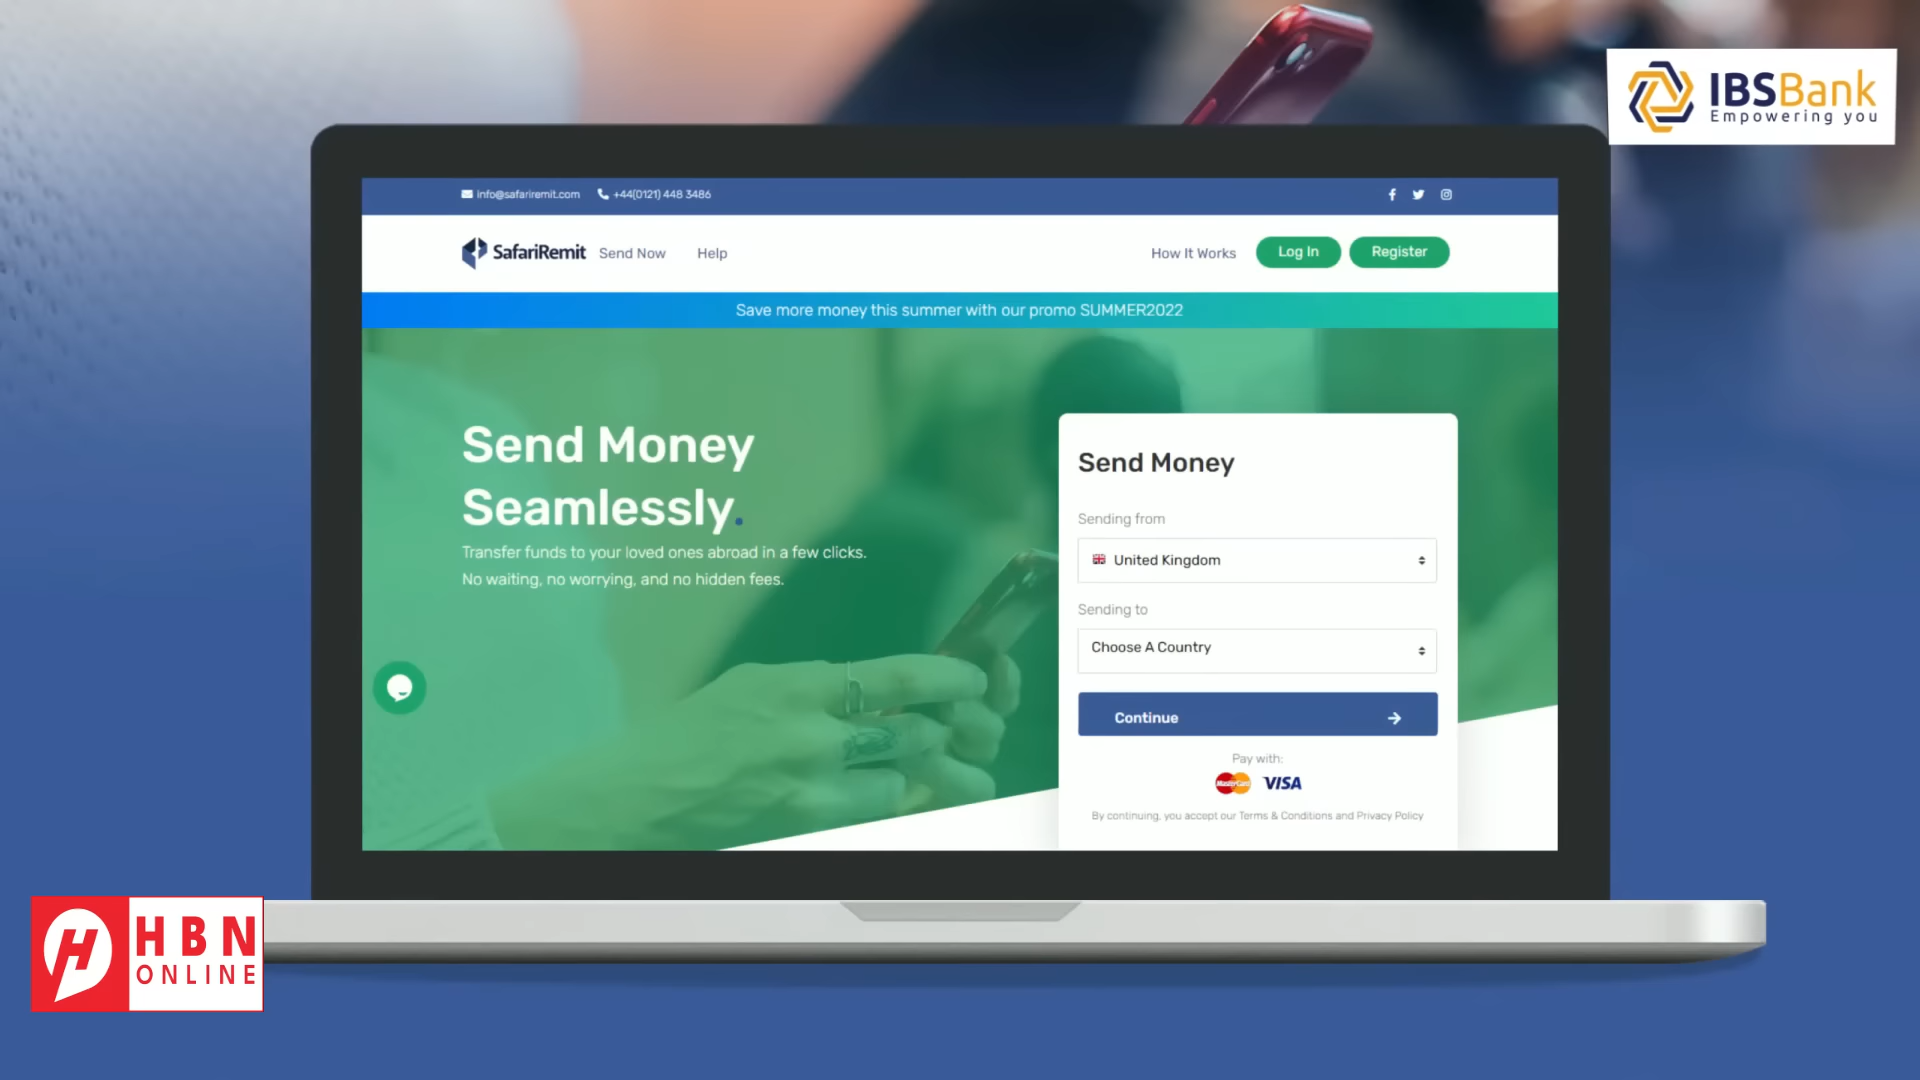 IBSBank
Empowering you
info@safariremit.com +44(0121) 448 3486
SafariRemit Send Now Help How It Works Log In Register
Save more money this summer with our promo SUMMER2022
Send Money
Seamlessly.
Transfer funds to your loved ones abroad in a few clicks.
No waiting, no worrying, and no hidden fees.
Send Money
Sending from
United Kingdom
Sending to
Choose A Country
Continue
Pay with:
MasterCard VISA
By continuing, you accept our Terms & Conditions and Privacy Policy
H HBN
ONLINE